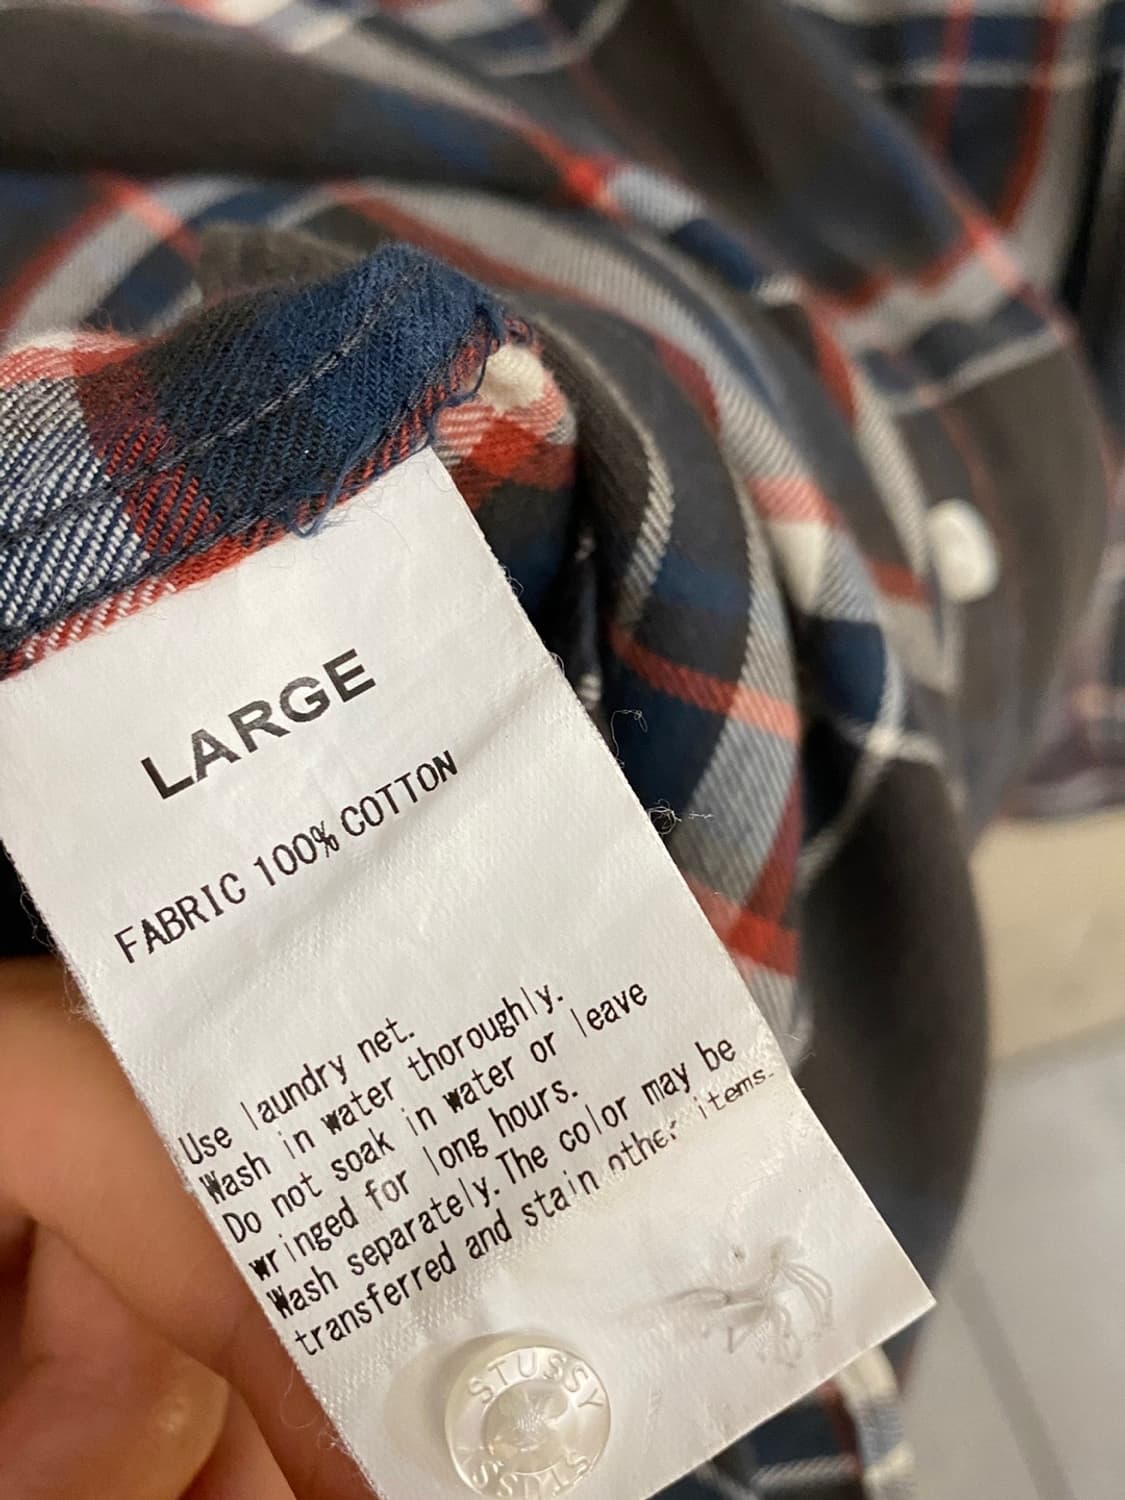 LARGE
FABRIC 100% COTTON
Use laundry net.
Wash in water thoroughly.
Do not soak in water or leave
wringed for long hours.
Wash separately. The color may be
transferred and stain other items.
STUSSY
STUSSY